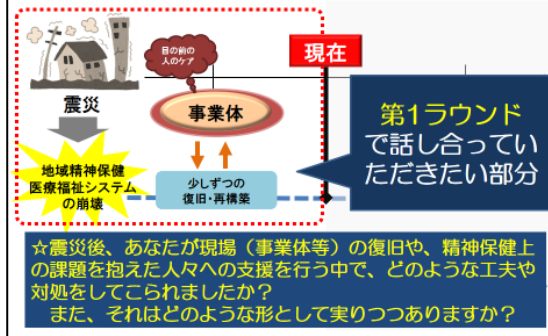 目の前の
人のケア
現在
震災
事業体
第1ラウンド
で話し合ってい
ただきたい部分
地域精神保健
医療福祉システム
の崩壊
少しずつの
復旧・再構築
☆震災後、あなたが現場（事業体等）の復旧や、精神保健上
の課題を抱えた人々への支援を行う中で、どのような工夫や
対処をしてこられましたか？
また、それはどのような形として実りつつありますか？